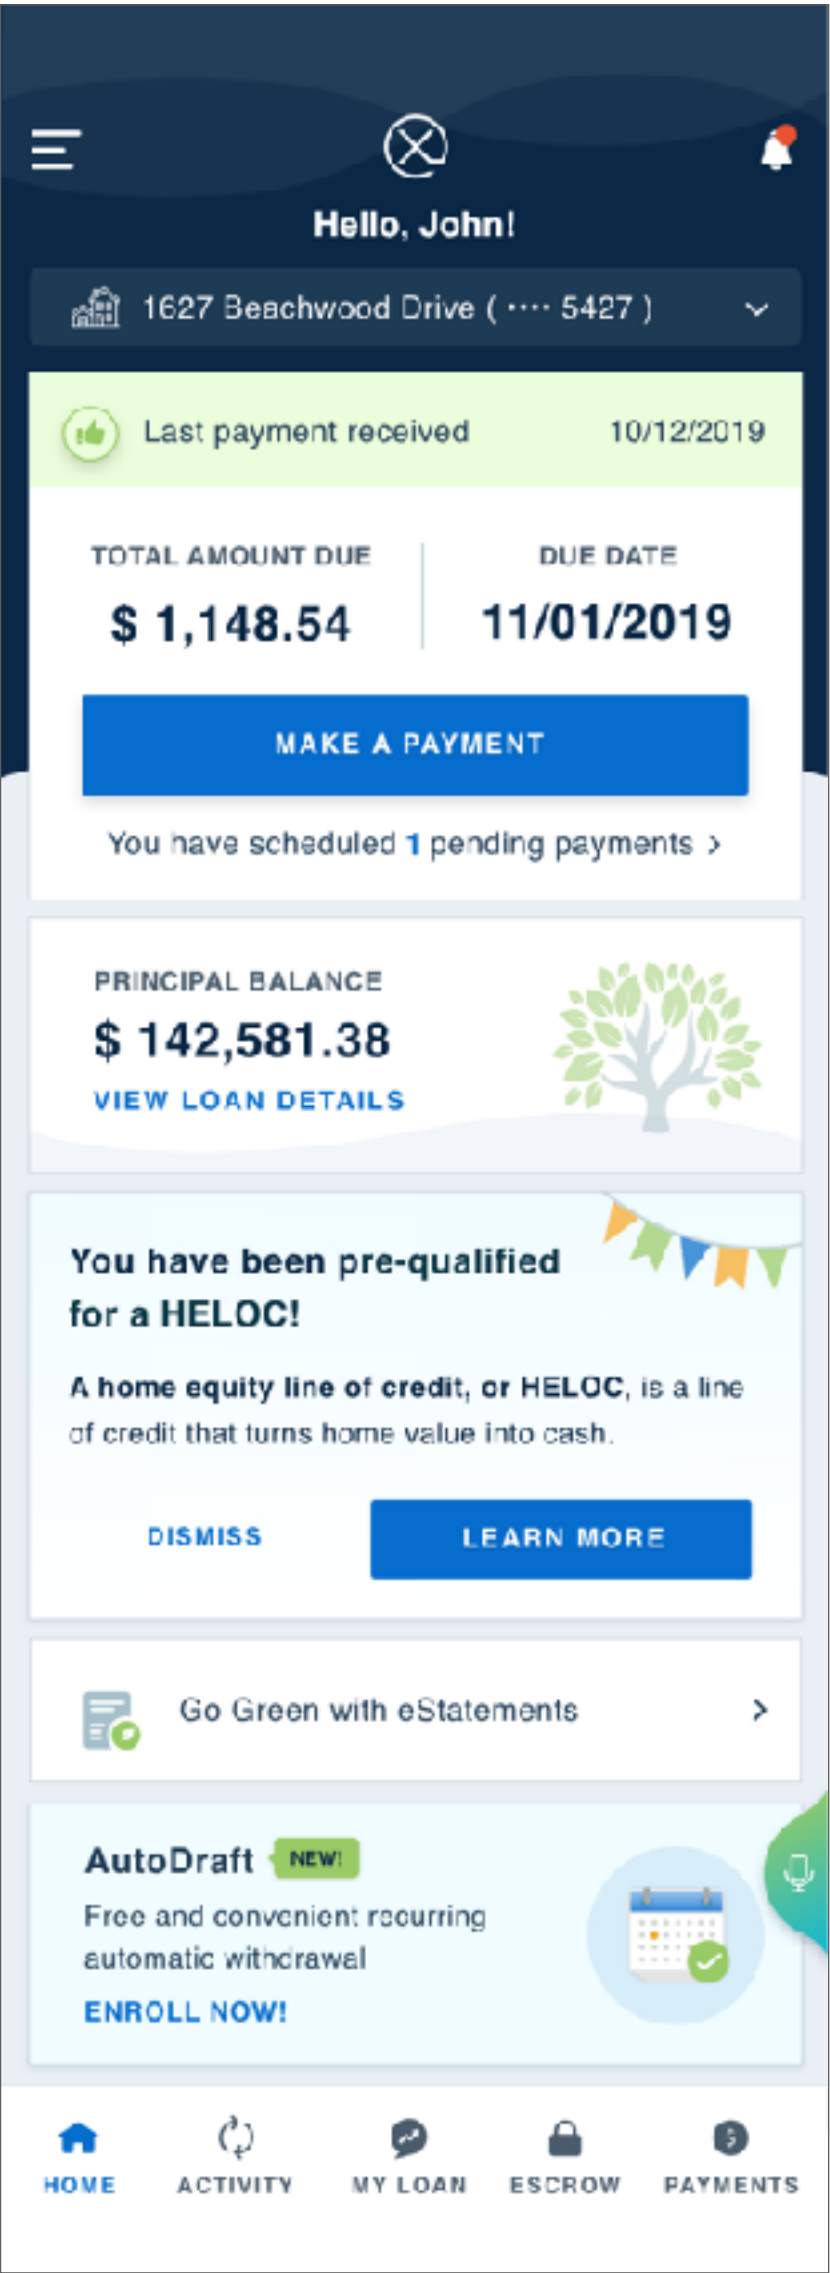 Hello, John!
1627 Beachwood Drive ( ···· 5427 )
Last payment received 10/12/2019
TOTAL AMOUNT DUE DUE DATE
$ 1,148.54 11/01/2019
MAKE A PAYMENT
You have scheduled 1 pending payments >
PRINCIPAL BALANCE
$ 142,581.38
VIEW LOAN DETAILS
You have been pre-qualified
for a HELOC!
A home equity line of credit, or HELOC, is a line
of credit that turns home value into cash.
DISMISS LEARN MORE
Go Green with eStatements >
AutoDraft NEW!
Free and convenient recurring
automatic withdrawal
ENROLL NOW!
HOME ACTIVITY MY LOAN ESCROW PAYMENTS